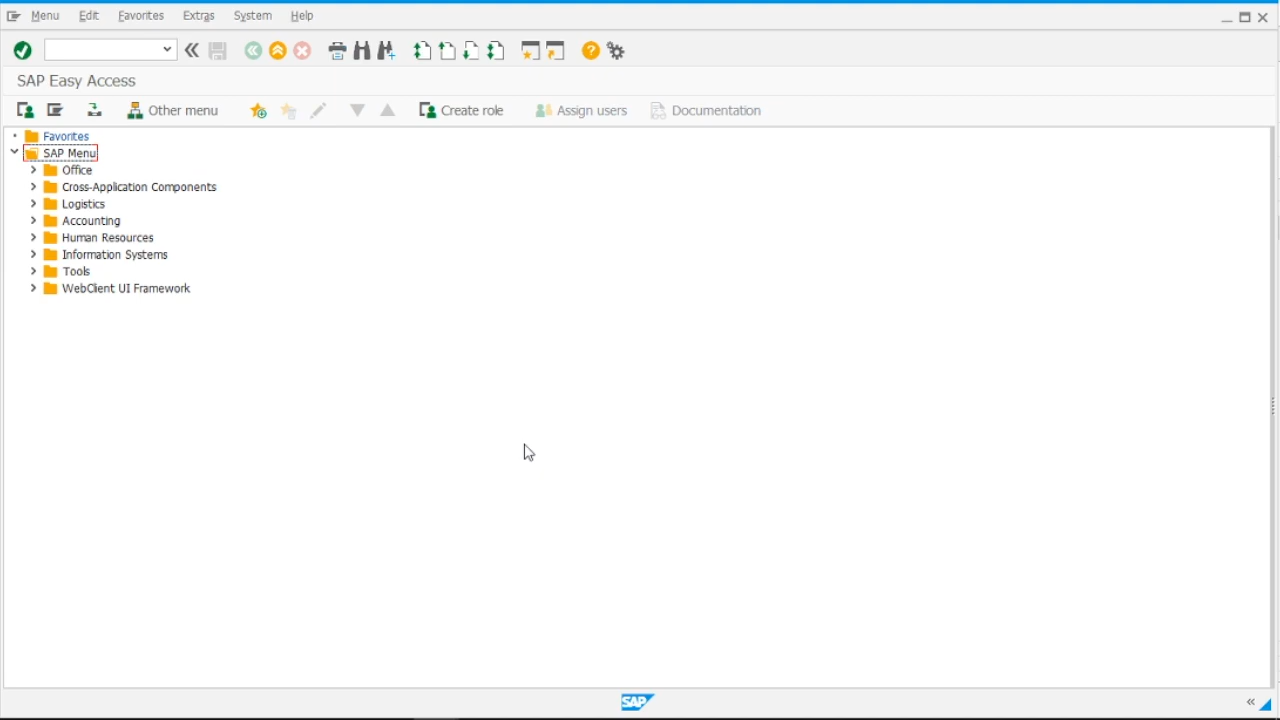 Menu Edit Favorites Extras System Help
SAP Easy Access
Other menu Create role Assign users Documentation
Favorites
SAP Menu
Office
Cross-Application Components
Logistics
Accounting
Human Resources
Information Systems
Tools
WebClient UI Framework
SAP